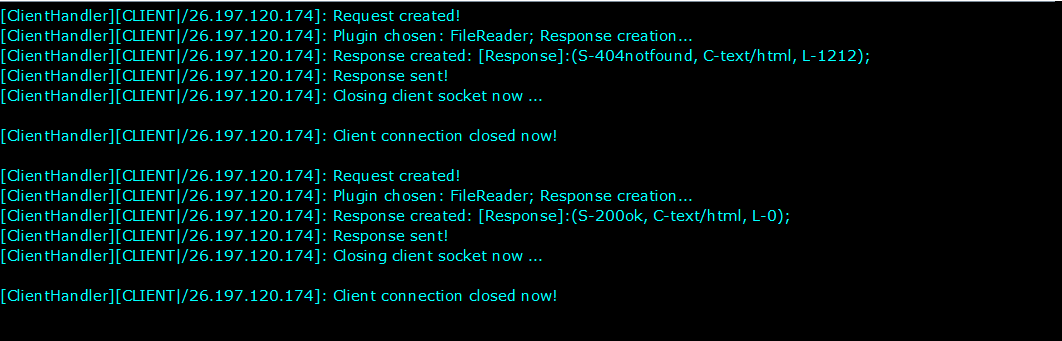 [ClientHandler][CLIENT|/26.197.120.174]: Request created!
[ClientHandler][CLIENT|/26.197.120.174]: Plugin chosen: FileReader; Response creation...
[ClientHandler][CLIENT|/26.197.120.174]: Response created: [Response]:(S-404notfound, C-text/html, L-1212);
[ClientHandler][CLIENT|/26.197.120.174]: Response sent!
[ClientHandler][CLIENT|/26.197.120.174]: Closing client socket now ...
[ClientHandler][CLIENT|/26.197.120.174]: Client connection closed now!
[ClientHandler][CLIENT|/26.197.120.174]: Request created!
[ClientHandler][CLIENT|/26.197.120.174]: Plugin chosen: FileReader; Response creation...
[ClientHandler][CLIENT|/26.197.120.174]: Response created: [Response]:(S-200ok, C-text/html, L-0);
[ClientHandler][CLIENT|/26.197.120.174]: Response sent!
[ClientHandler][CLIENT|/26.197.120.174]: Closing client socket now ...
[ClientHandler][CLIENT|/26.197.120.174]: Client connection closed now!